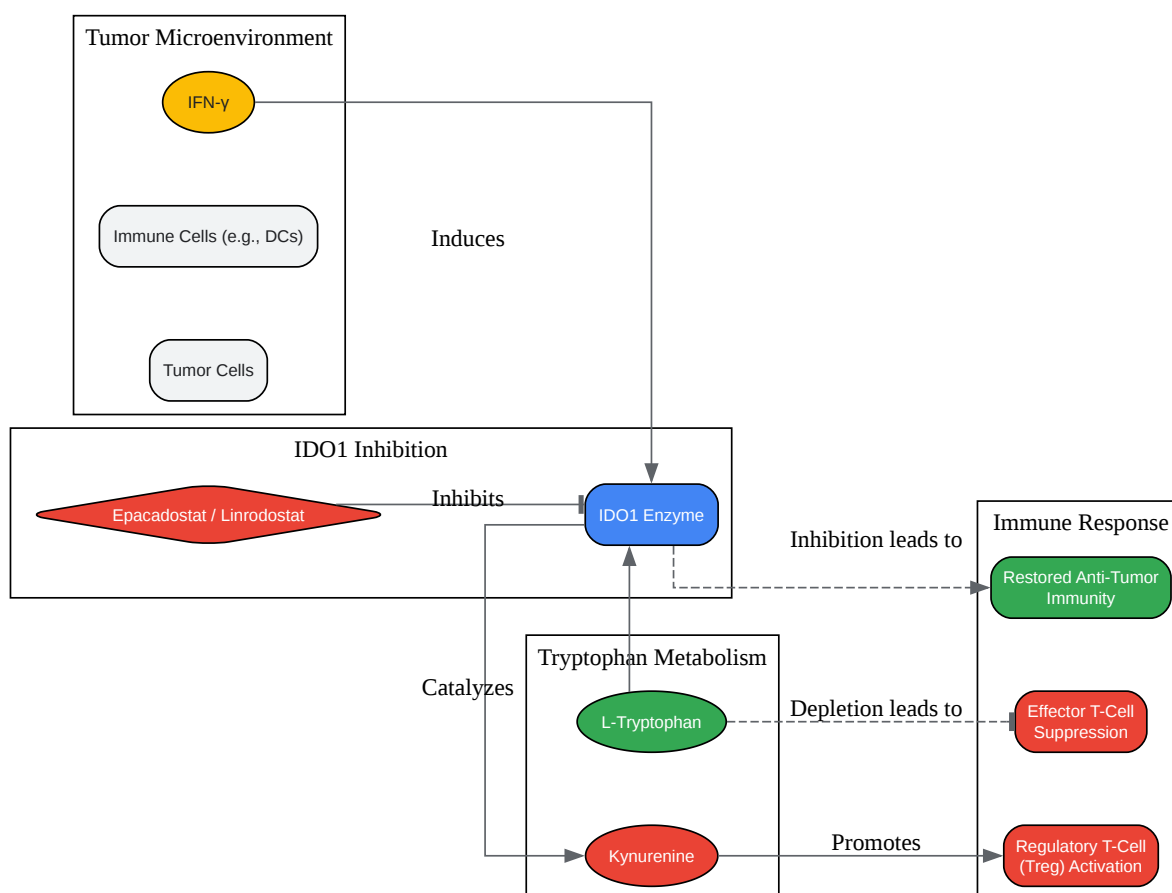 Tumor Microenvironment
IFN-γ
Immune Cells (e.g., DCs)
Induces
Tumor Cells
IDO1 Inhibition
Epacadostat / Linrodostat
Inhibits
IDO1 Enzyme
Immune Response
Inhibition leads to
Restored Anti-Tumor
Immunity
Tryptophan Metabolism
Catalyzes
L-Tryptophan
Depletion leads to
Effector T-Cell
Suppression
Kynurenine
Promotes
Regulatory T-Cell
(Treg) Activation